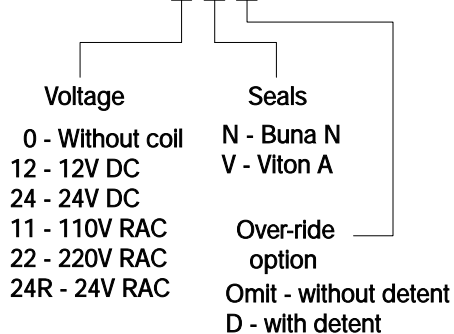 Voltage
0 - Without coil
12 - 12V DC
24 - 24V DC
11 - 110V RAC
22 - 220V RAC
24R - 24V RAC
Seals
N - Buna N
V - Viton A
Over-ride
option
Omit - without detent
D - with detent